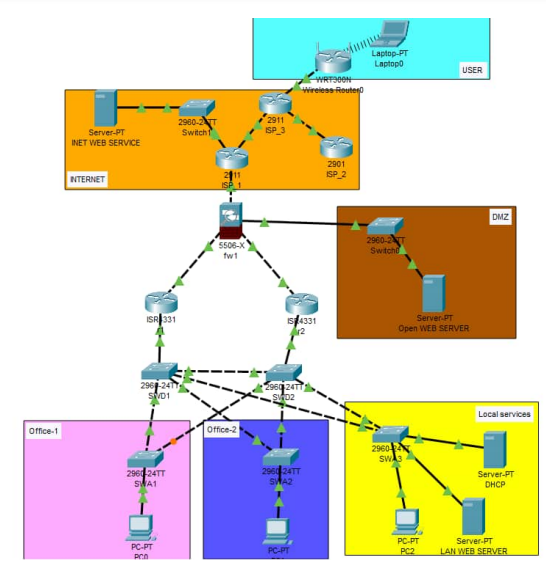 Laptop-PT
Laptop0
WRT300N
Wireless Router0
USER
Server-PT
INET WEB SERVICE
2960-24TT
Switch1
2911
ISP_3
2901
ISP_2
2911
ISP_1
INTERNET
5506-X
fw1
DMZ
2960-24TT
Switch0
Server-PT
Open WEB SERVER
ISR4331
ISR4331
r2
2960-24TT
SWD1
2960-24TT
SWD2
Office-1
Office-2
Local services
2960-24TT
SWA1
2960-24TT
SWA2
2960-24TT
SWA3
Server-PT
DHCP
PC-PT
PC0
PC-PT
PC-PT
PC2
Server-PT
LAN WEB SERVER